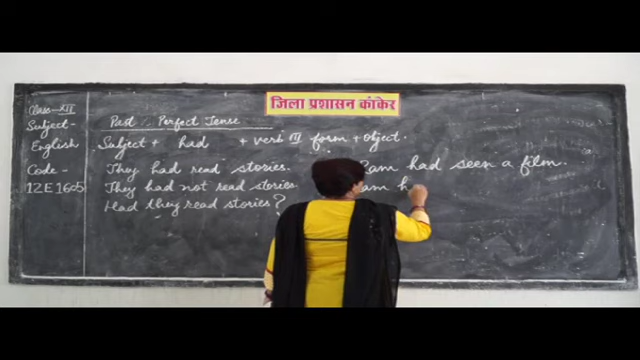 जिला प्रशासन कांकेर
Class-XII
Subject-
English
Code-
12E1605
Past Perfect Tense
Subject + had + verb III form + object.
They had read stories.
They had not read stories.
Had they read stories?
Ram had seen a film.
am h